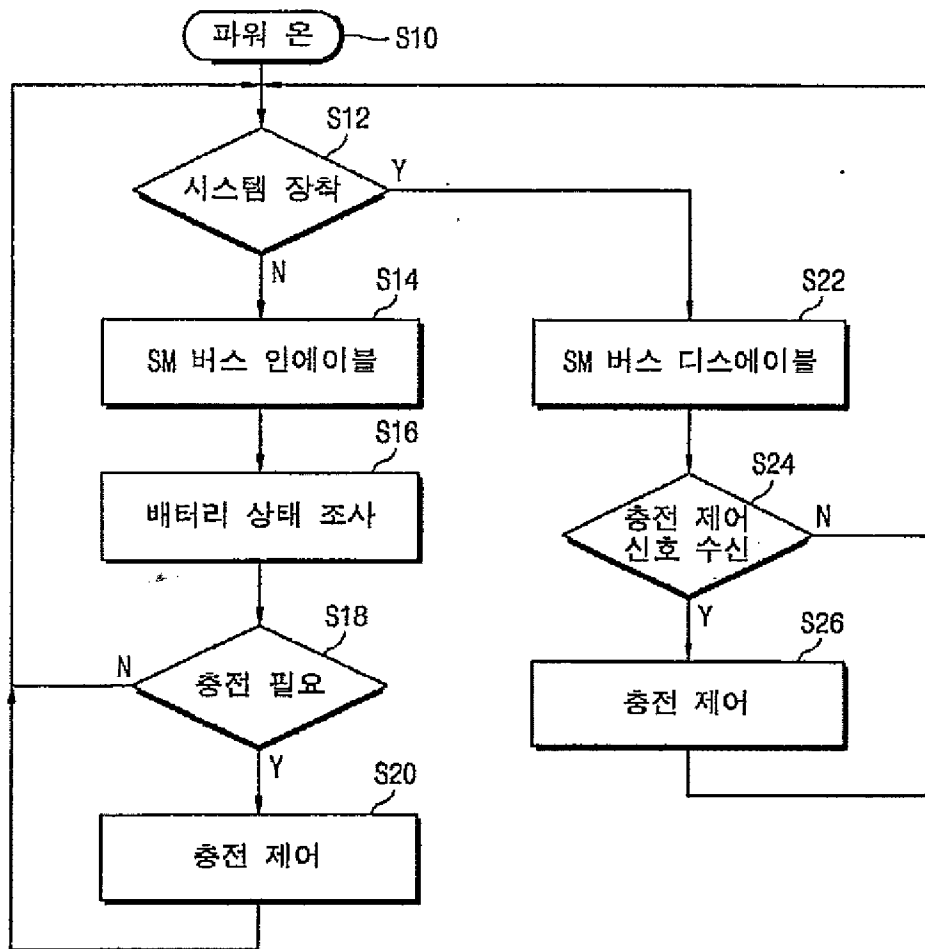 파워 온
S10
S12
시스템 장착
Y
N
S14
SM 버스 인에이블
S22
SM 버스 디스에이블
S16
배터리 상태 조사
S24
충전 제어
신호 수신
N
Y
S18
충전 필요
N
Y
S26
충전 제어
S20
충전 제어